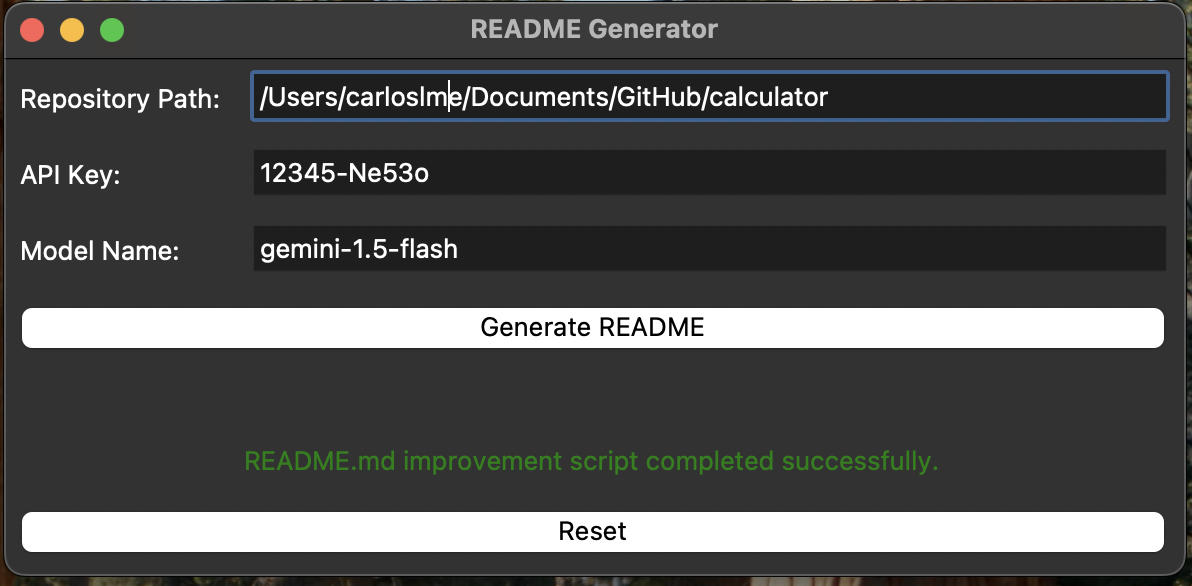 README Generator
Repository Path: /Users/carloslme/Documents/GitHub/calculator
API Key: 12345-Ne53o
Model Name: gemini-1.5-flash
Generate README
README.md improvement script completed successfully.
Reset